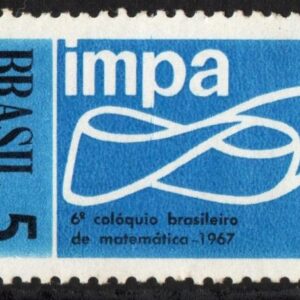 BRASIL 5
impa
6º colóquio brasileiro
de matemática-1967